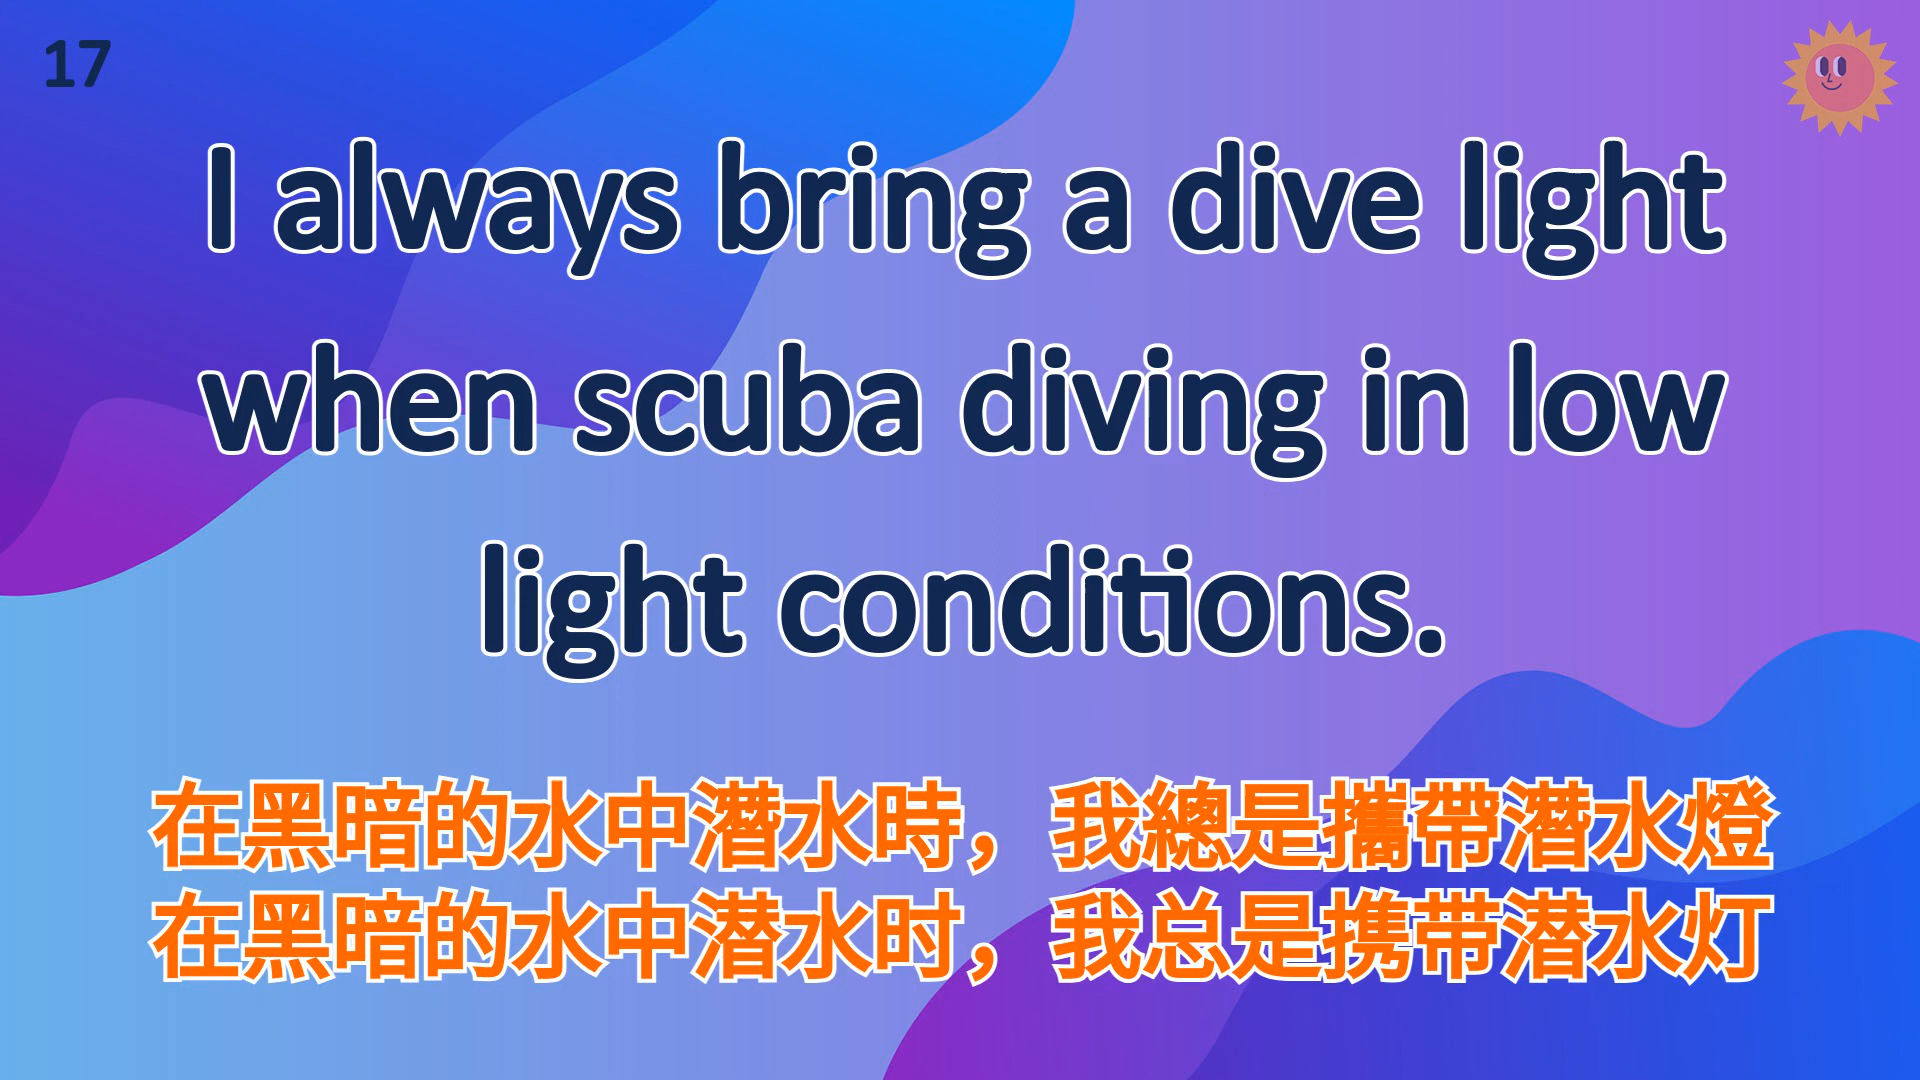 17
I always bring a dive light
when scuba diving in low
light conditions.
在黑暗的水中潛水時，我總是攜帶潛水燈
在黑暗的水中潜水时，我总是携带潜水灯